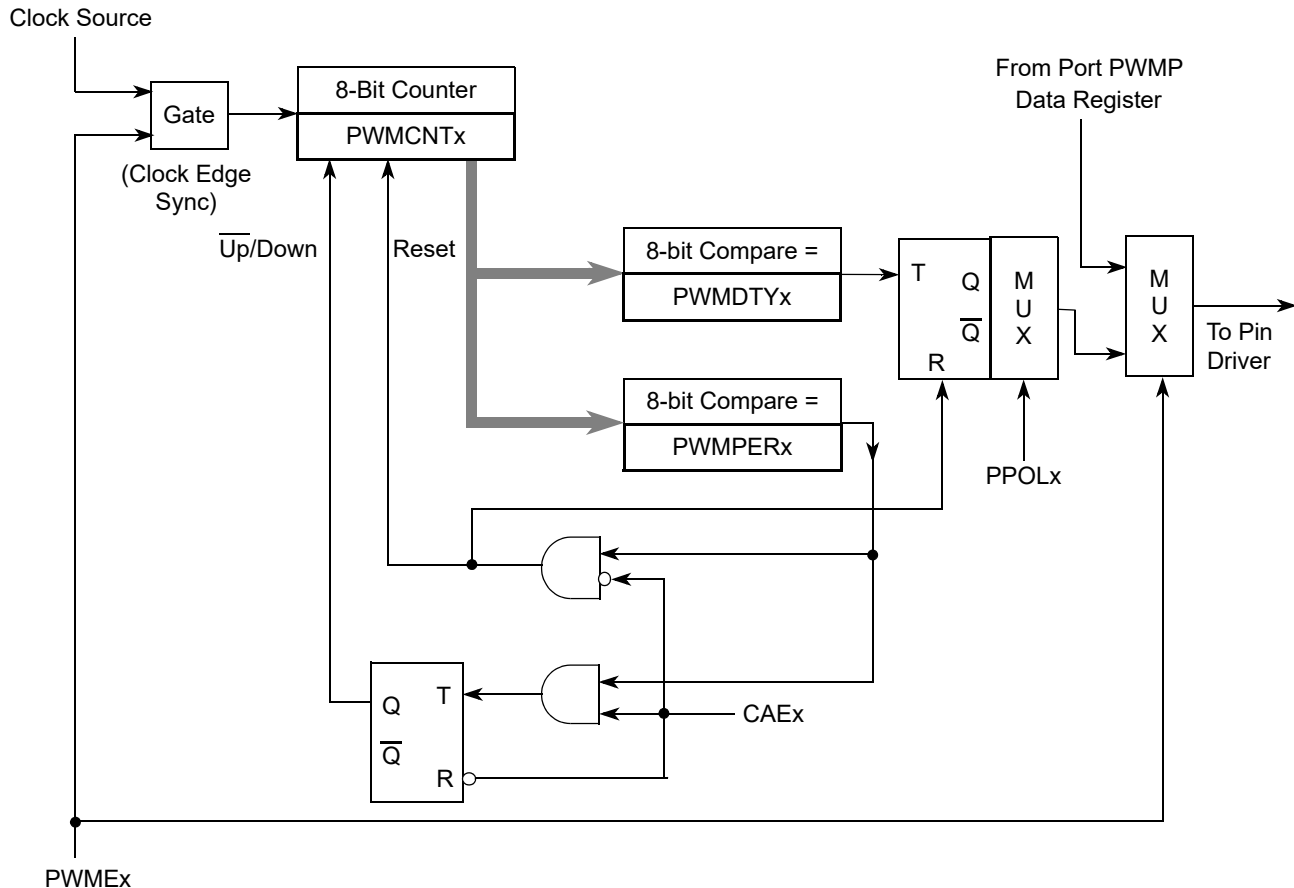 Clock Source
From Port PWMP
Data Register
8-Bit Counter
Gate
PWMCNTx
(Clock Edge
Sync)
U̅p̅/Down
Reset
8-bit Compare =
PWMDTYx
T
Q
Q̅
R
M
U
X
M
U
X
To Pin
Driver
8-bit Compare =
PWMPERx
PPOLx
Q
T
Q̅
R
CAEx
PWMEx